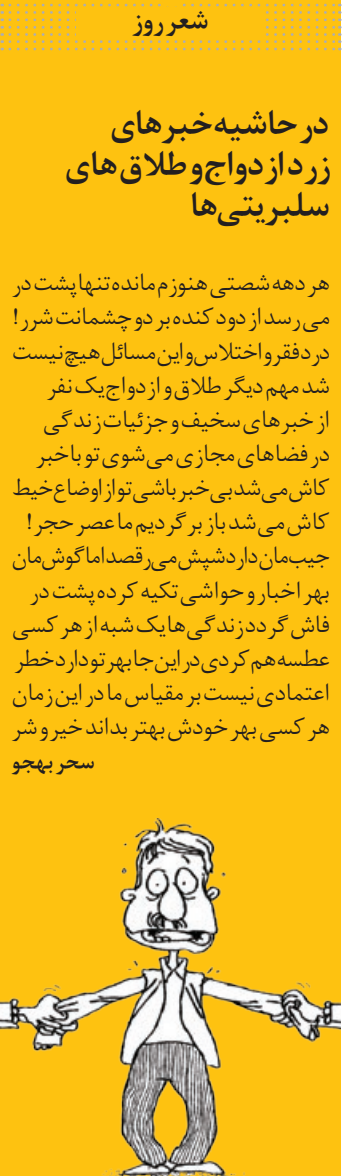 شعر روز
در حاشیه خبرهای
زرد ازدواج و طلاق های
سلبریتی ها
هر دهه شصتی هنوزم مانده تنها پشت در
می رسد از دود کنده بر دو چشمانت شرر!
درد فقر و اختلاس و این مسائل هیچ نیست
شد مهم دیگر طلاق و ازدواج یک نفر
از خبرهای سخیف و جزئیات زندگی
در فضاهای مجازی می شوی تو باخبر
کاش می شد بی خبر باشی تو از اوضاع خیط
کاش می شد باز برگردیم ما عصر حجر!
جیب مان دارد شپش می رقصد اما گوش مان
بهر اخبار و حواشی تکیه کرده پشت در
فاش گردد زندگی ها یک شبه از هر کسی
عطسه هم کردی در این جا بهر تو دارد خطر
اعتمادی نیست بر مقیاس ما در این زمان
هر کسی بهر خودش بهتر بداند خیر و شر
سحر بهجو